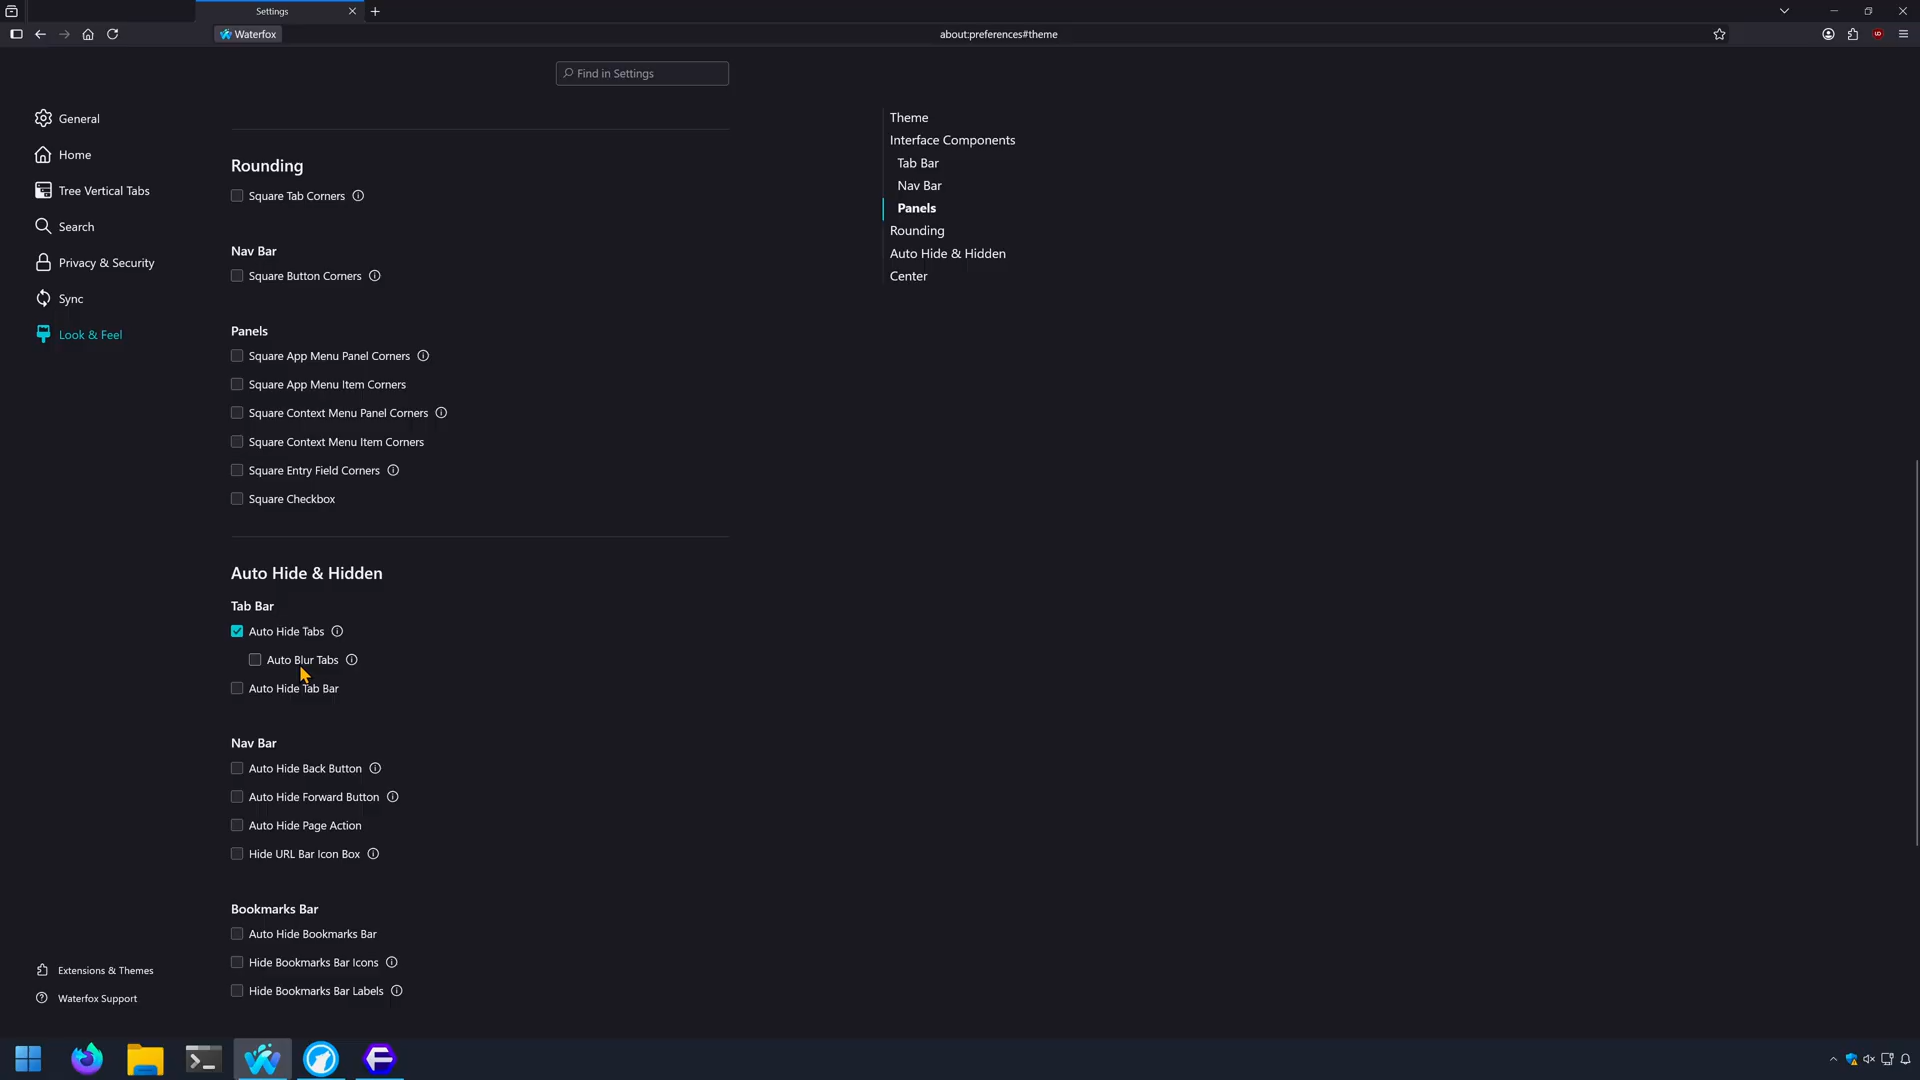 Settings
Waterfox
about:preferences#theme
Find in Settings
General
Home
Tree Vertical Tabs
Search
Privacy & Security
Sync
Look & Feel
Extensions & Themes
Waterfox Support
Rounding
Square Tab Corners
Nav Bar
Square Button Corners
Panels
Square App Menu Panel Corners
Square App Menu Item Corners
Square Context Menu Panel Corners
Square Context Menu Item Corners
Square Entry Field Corners
Square Checkbox
Auto Hide & Hidden
Tab Bar
Auto Hide Tabs
Auto Blur Tabs
Auto Hide Tab Bar
Nav Bar
Auto Hide Back Button
Auto Hide Forward Button
Auto Hide Page Action
Hide URL Bar Icon Box
Bookmarks Bar
Auto Hide Bookmarks Bar
Hide Bookmarks Bar Icons
Hide Bookmarks Bar Labels
Theme
Interface Components
Tab Bar
Nav Bar
Panels
Rounding
Auto Hide & Hidden
Center